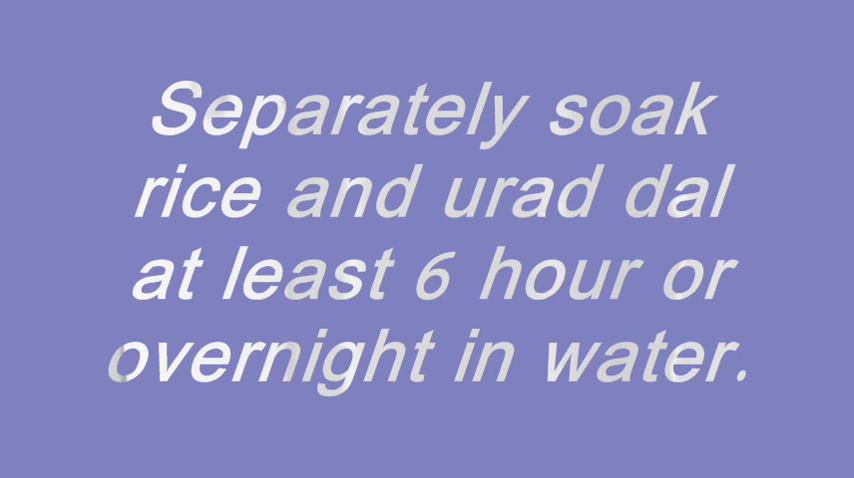 Separately soak
rice and urad dal
at least 6 hour or
overnight in water.